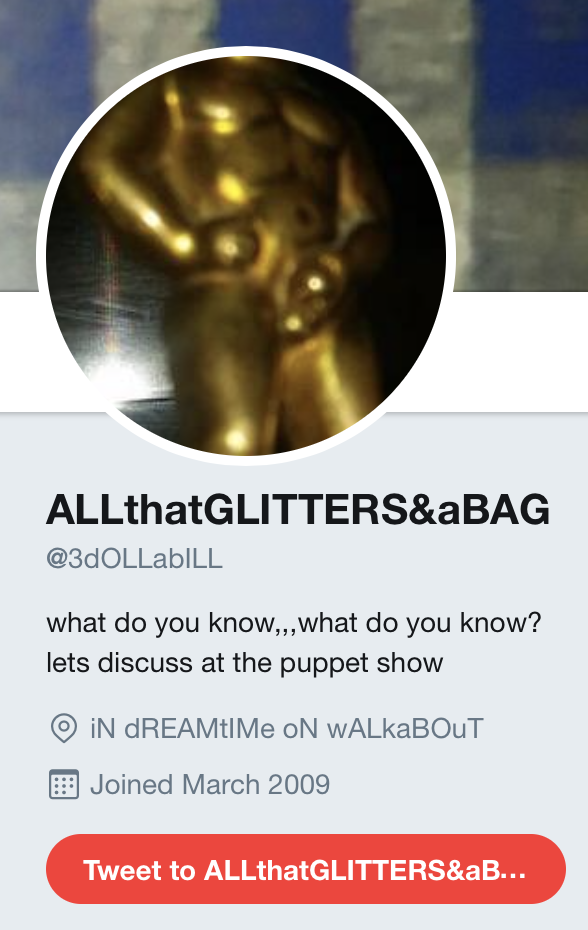 ALLthatGLITTERS&aBAG
@3dOLLabILL
what do you know,,,what do you know?
lets discuss at the puppet show
iN dREAMtIMe oN wALkaBOuT
Joined March 2009
Tweet to ALLthatGLITTERS&aB...